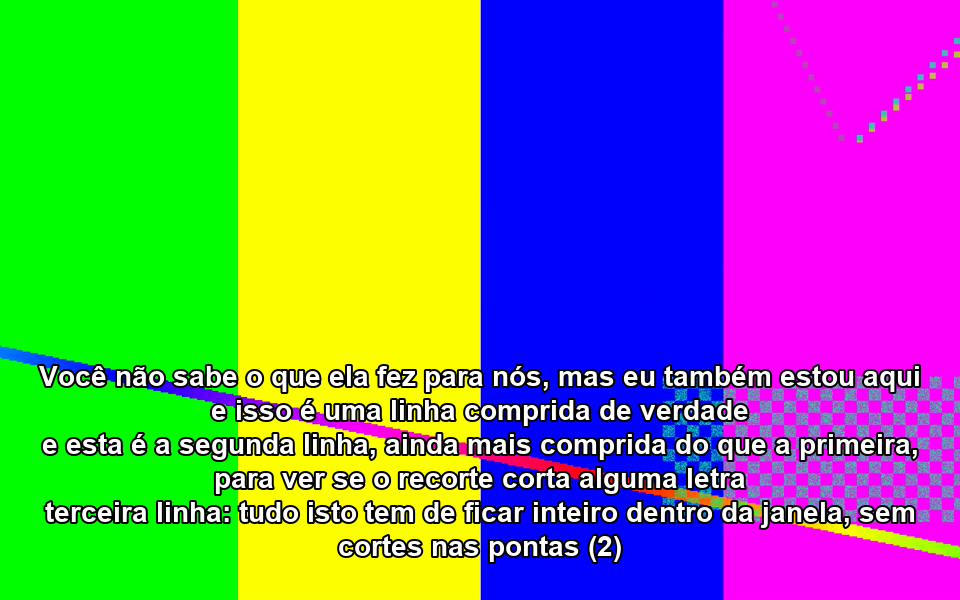 Você não sabe o que ela fez para nós, mas eu também estou aqui
e isso é uma linha comprida de verdade
e esta é a segunda linha, ainda mais comprida do que a primeira,
para ver se o recorte corta alguma letra
terceira linha: tudo isto tem de ficar inteiro dentro da janela, sem
cortes nas pontas (2)